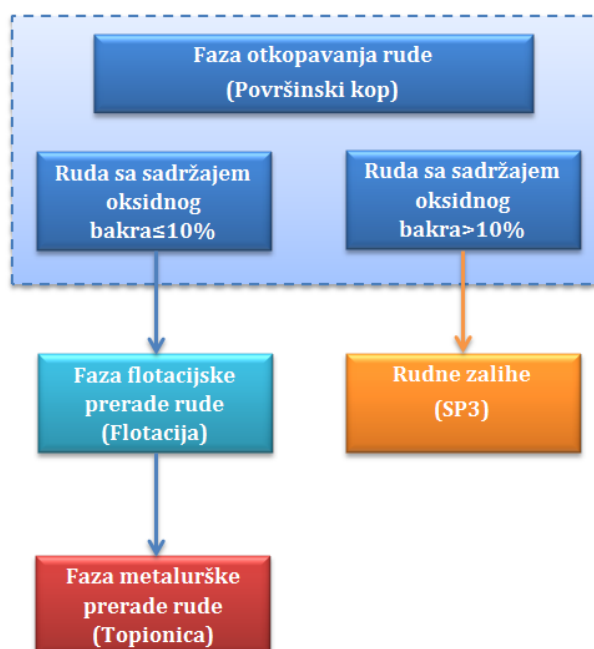 Faza otkopavanja rude
(Površinski kop)
Ruda sa sadržajem
oksidnog
bakra≤10%
Ruda sa sadržajem
oksidnog
bakra>10%
Faza flotacijske
prerade rude
(Flotacija)
Rudne zalihe
(SP3)
Faza metalurške
prerade rude
(Topionica)